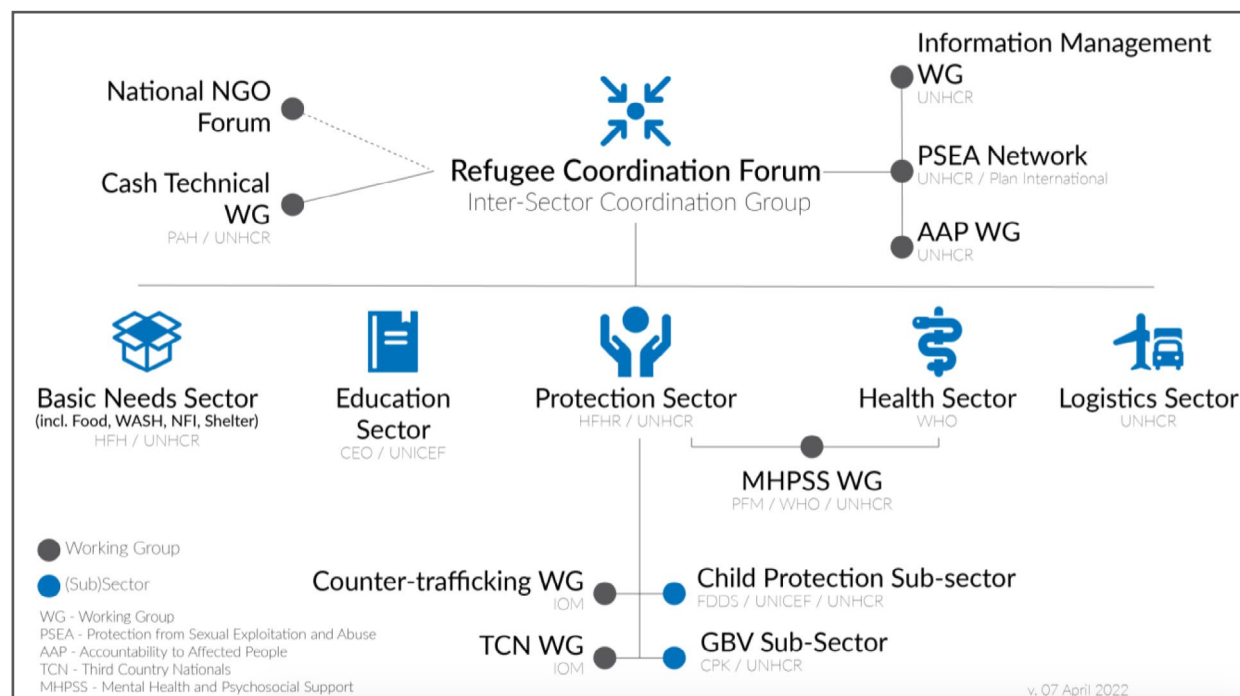 National NGO
Forum
Cash Technical
WG
PAH / UNHCR
Refugee Coordination Forum
Inter-Sector Coordination Group
Information Management
WG
UNHCR
PSEA Network
UNHCR / Plan International
AAP WG
UNHCR
Basic Needs Sector
(incl. Food, WASH, NFI, Shelter)
HFH / UNHCR
Education
Sector
CEO / UNICEF
Protection Sector
HFHR / UNHCR
Health Sector
WHO
Logistics Sector
UNHCR
MHPSS WG
PFM / WHO / UNHCR
Counter-trafficking WG
IOM
Child Protection Sub-sector
FDDS / UNICEF / UNHCR
TCN WG
IOM
GBV Sub-Sector
CPK / UNHCR
Working Group
(Sub)Sector
WG - Working Group
PSEA - Protection from Sexual Exploitation and Abuse
AAP - Accountability to Affected People
TCN - Third Country Nationals
MHPSS - Mental Health and Psychosocial Support
v. 07 April 2022